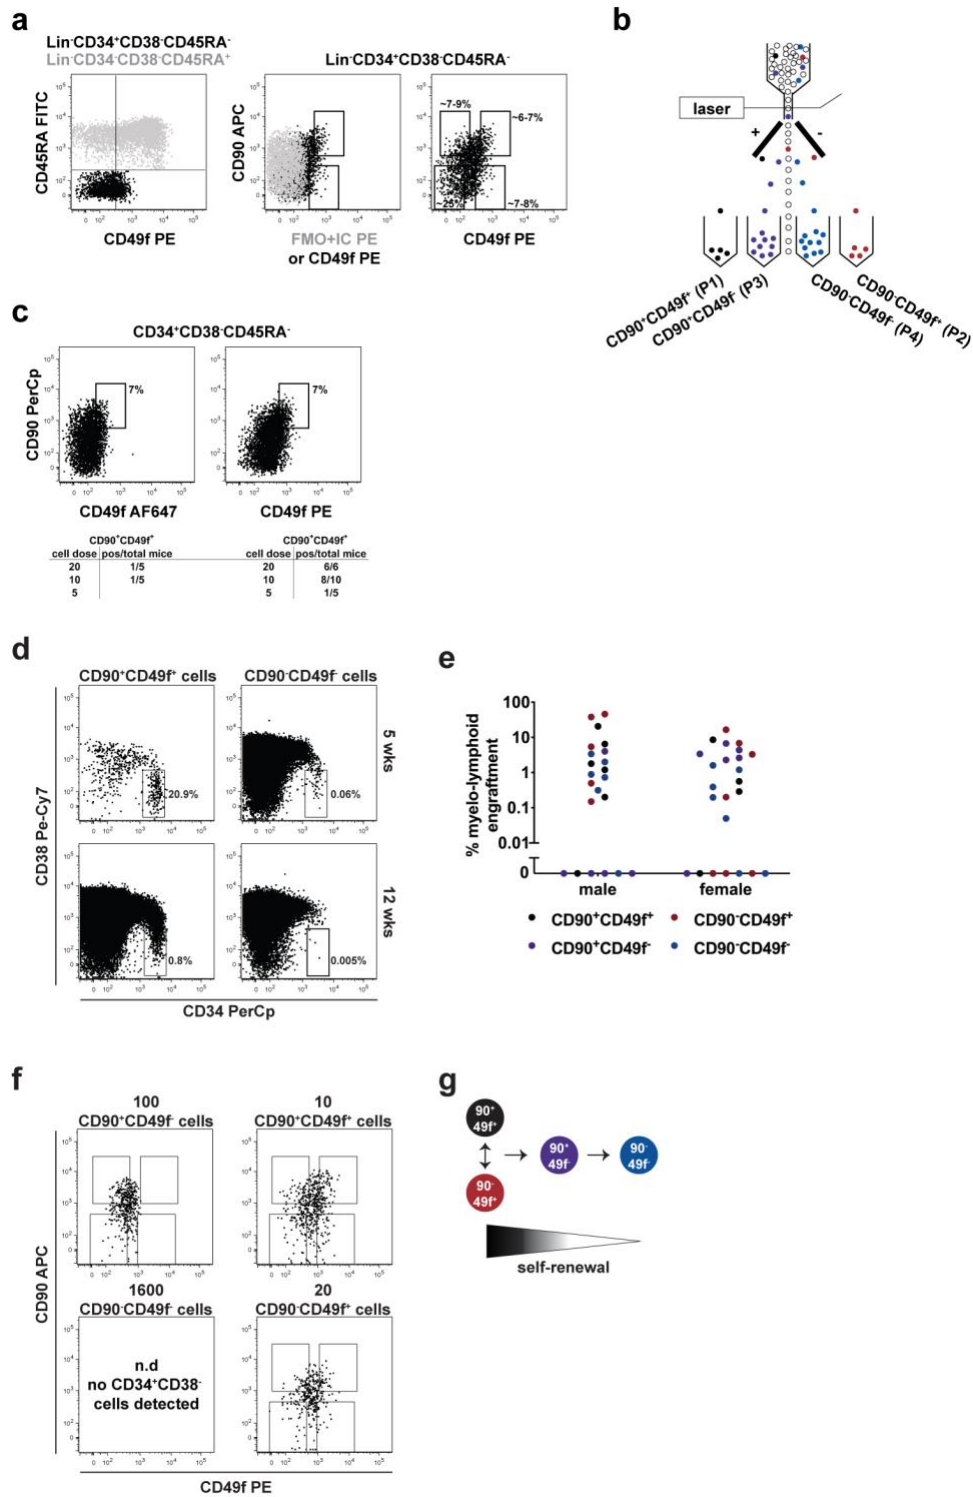 a
Lin-CD34+CD38-CD45RA-
Lin-CD34-CD38-CD45RA+
Lin-CD34+CD38-CD45RA-
CD45RA FITC
CD49f PE
CD90 APC
FMO+IC PE
or CD49f PE
~7-9%
~6-7%
~25%
~7-8%
CD49f PE
b
laser
+
-
CD90+CD49f+ (P1)
CD90+CD49f- (P3)
CD90-CD49f- (P4)
CD90-CD49f+ (P2)
c
CD34+CD38-CD45RA-
CD90 PerCp
7%
7%
CD49f AF647
CD49f PE
CD90+CD49f+
CD90+CD49f+
cell dose pos/total mice
cell dose pos/total mice
20 1/5
20 6/6
10 1/5
10 8/10
5
5 1/5
d
CD90+CD49f+ cells
CD90-CD49f- cells
CD38 Pe-Cy7
20.9%
0.06%
5 wks
0.8%
0.005%
12 wks
CD34 PerCp
e
% myelo-lymphoid
engraftment
100
10
1
0.1
0.01
0
male
female
CD90+CD49f+
CD90-CD49f+
CD90+CD49f-
CD90-CD49f-
f
100
CD90+CD49f- cells
10
CD90+CD49f+ cells
CD90 APC
1600
CD90-CD49f- cells
20
CD90-CD49f+ cells
n.d
no CD34+CD38-
cells detected
CD49f PE
g
90+
49f+
90+
49f-
90-
49f-
90-
49f+
self-renewal